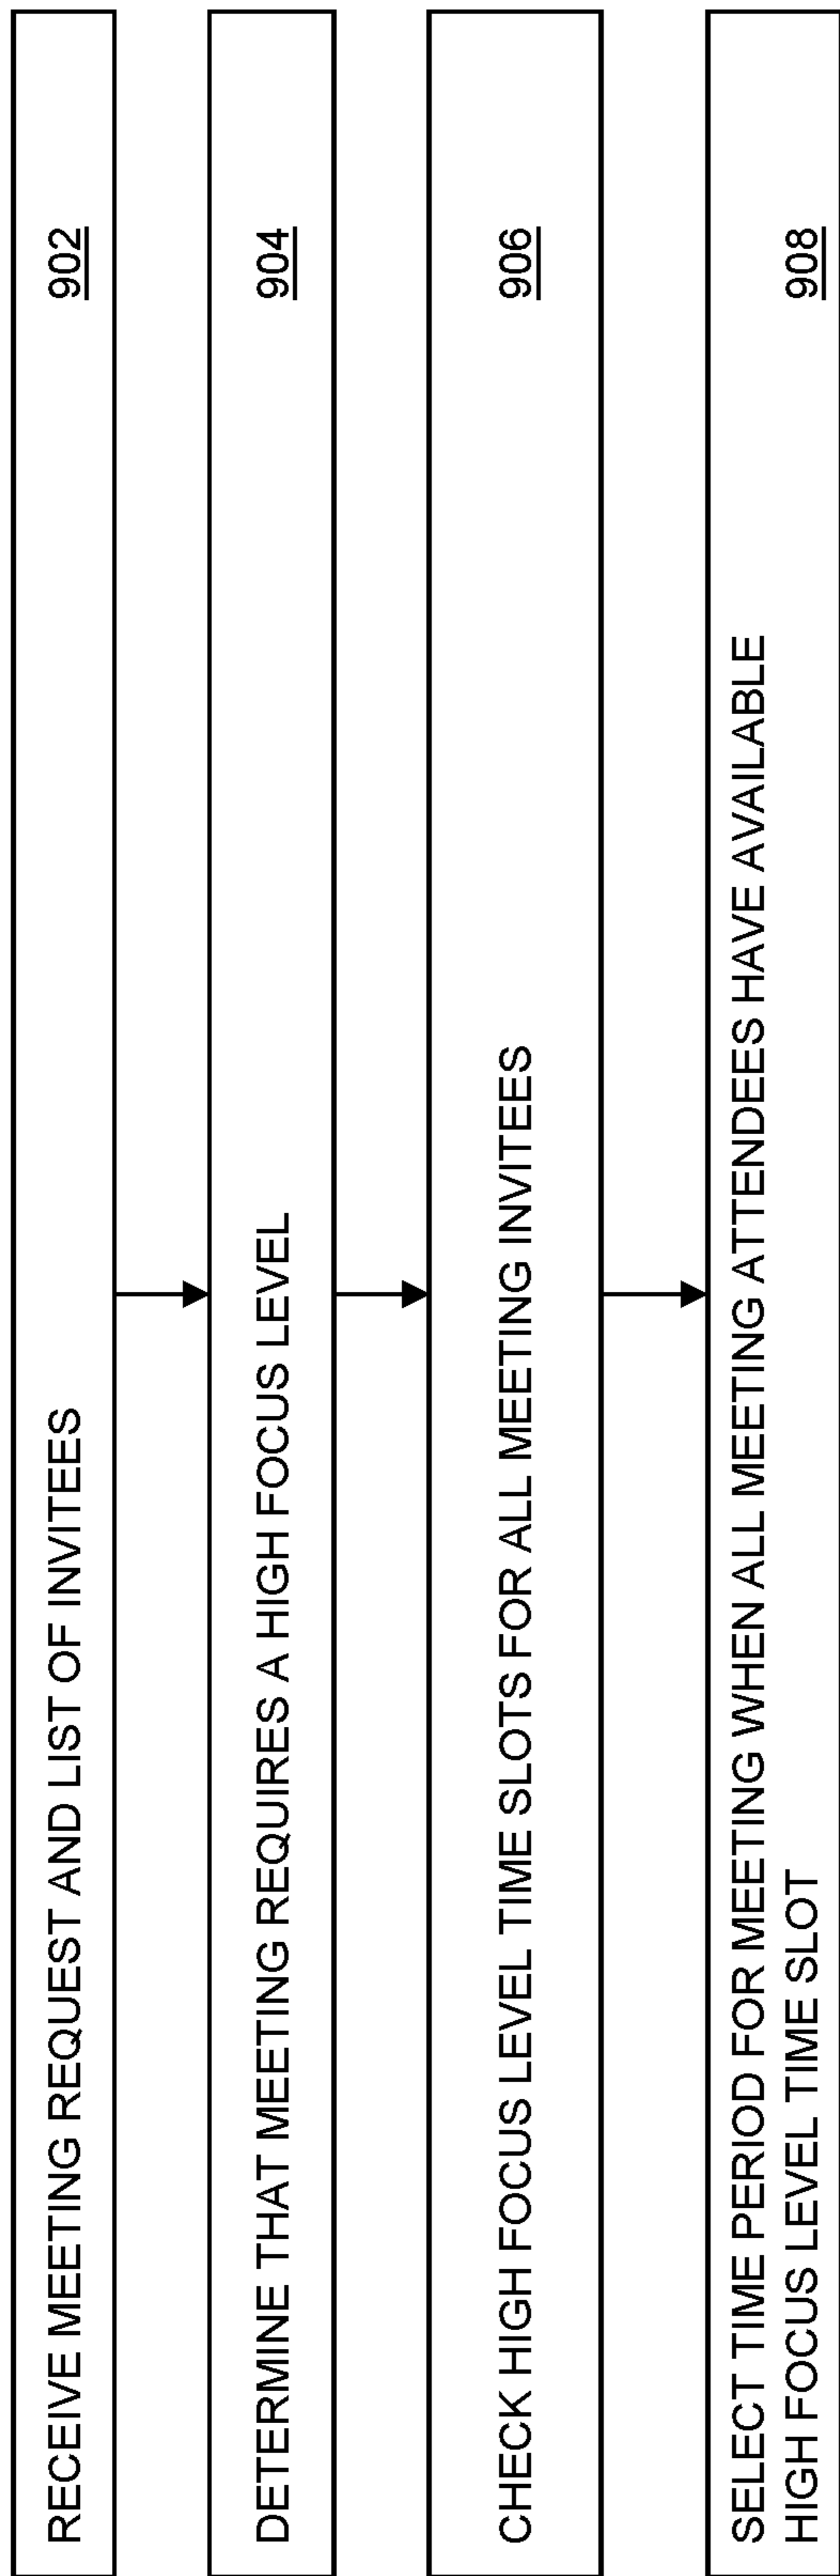 RECEIVE MEETING REQUEST AND LIST OF INVITEES 902
DETERMINE THAT MEETING REQUIRES A HIGH FOCUS LEVEL 904
CHECK HIGH FOCUS LEVEL TIME SLOTS FOR ALL MEETING INVITEES 906
SELECT TIME PERIOD FOR MEETING WHEN ALL MEETING ATTENDEES HAVE AVAILABLE
HIGH FOCUS LEVEL TIME SLOT 908